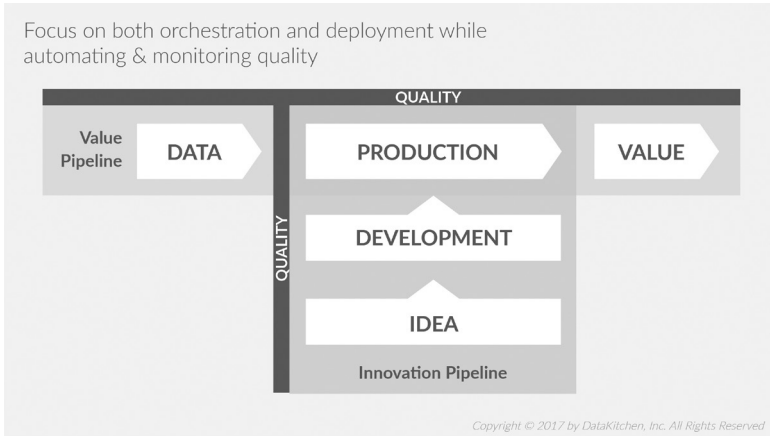 Focus on both orchestration and deployment while
automating & monitoring quality
QUALITY
Value
Pipeline
DATA
PRODUCTION
VALUE
QUALITY
DEVELOPMENT
IDEA
Innovation Pipeline
Copyright © 2017 by DataKitchen, Inc. All Rights Reserved